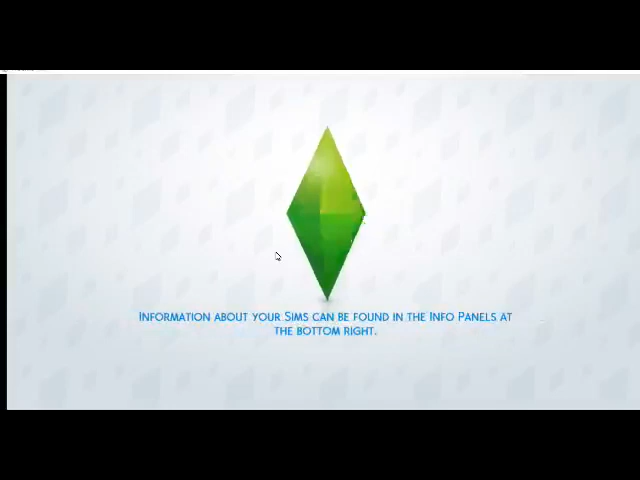 Information about your Sims can be found in the Info Panels at
the bottom right.